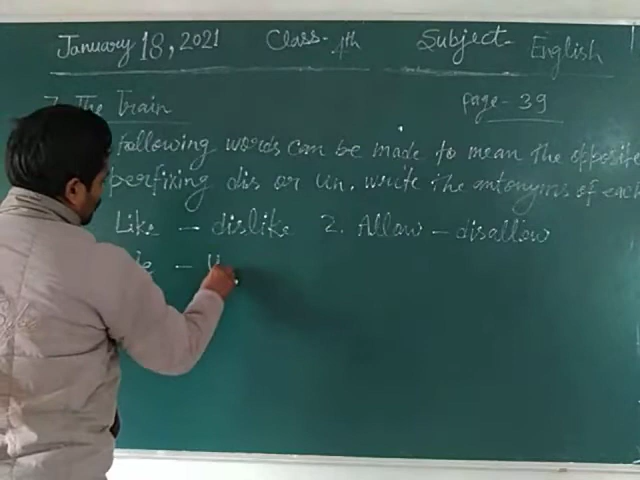 January 18, 2021 Class- 4th Subject- English
7. The Train page - 39
following words can be made to mean the opposite
perfixing dis or un. write the antonyms of each
Like - dislike 2. Allow - disallow
- u